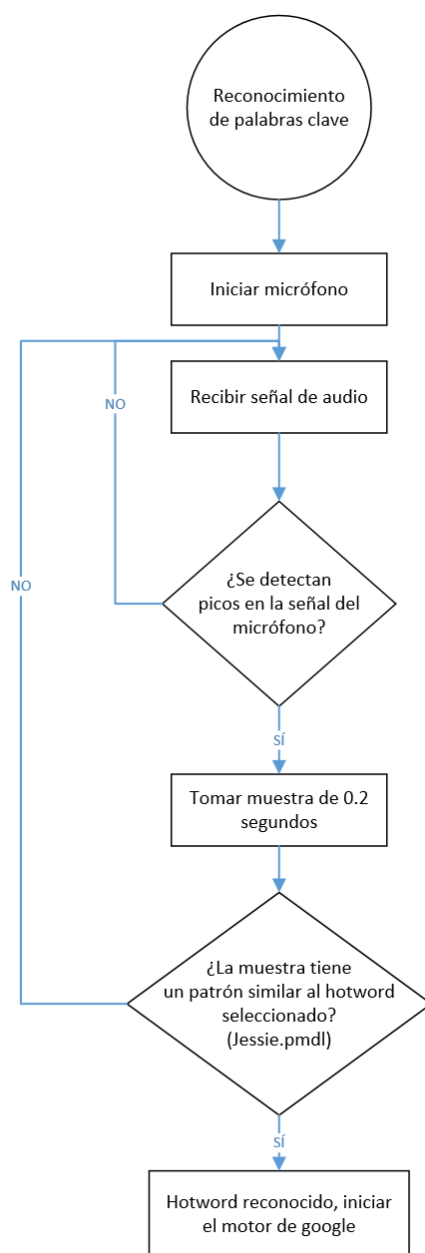 Reconocimiento
de palabras clave
Iniciar micrófono
Recibir señal de audio
NO
¿Se detectan
picos en la señal del
micrófono?
NO
SÍ
Tomar muestra de 0.2
segundos
¿La muestra tiene
un patrón similar al hotword
seleccionado?
(Jessie.pmdl)
SÍ
Hotword reconocido, iniciar
el motor de google